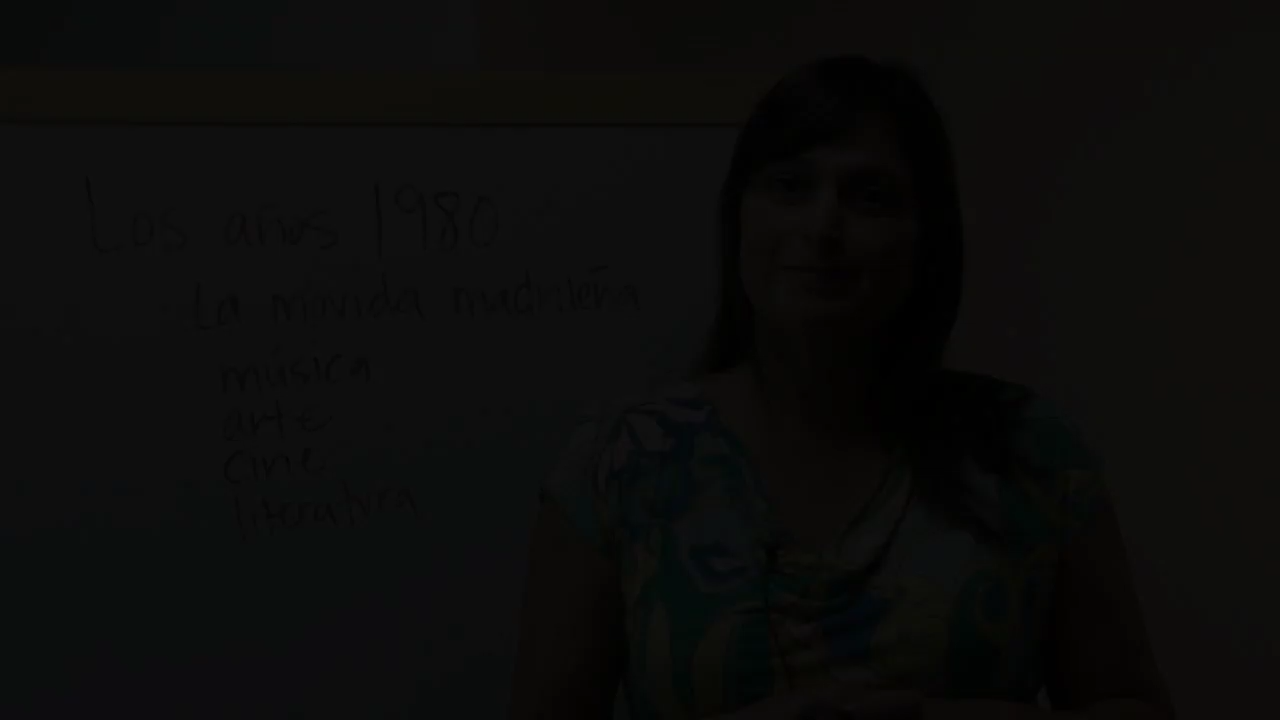 Los años 1980
La movida madrileña
música
arte
cine
literatura